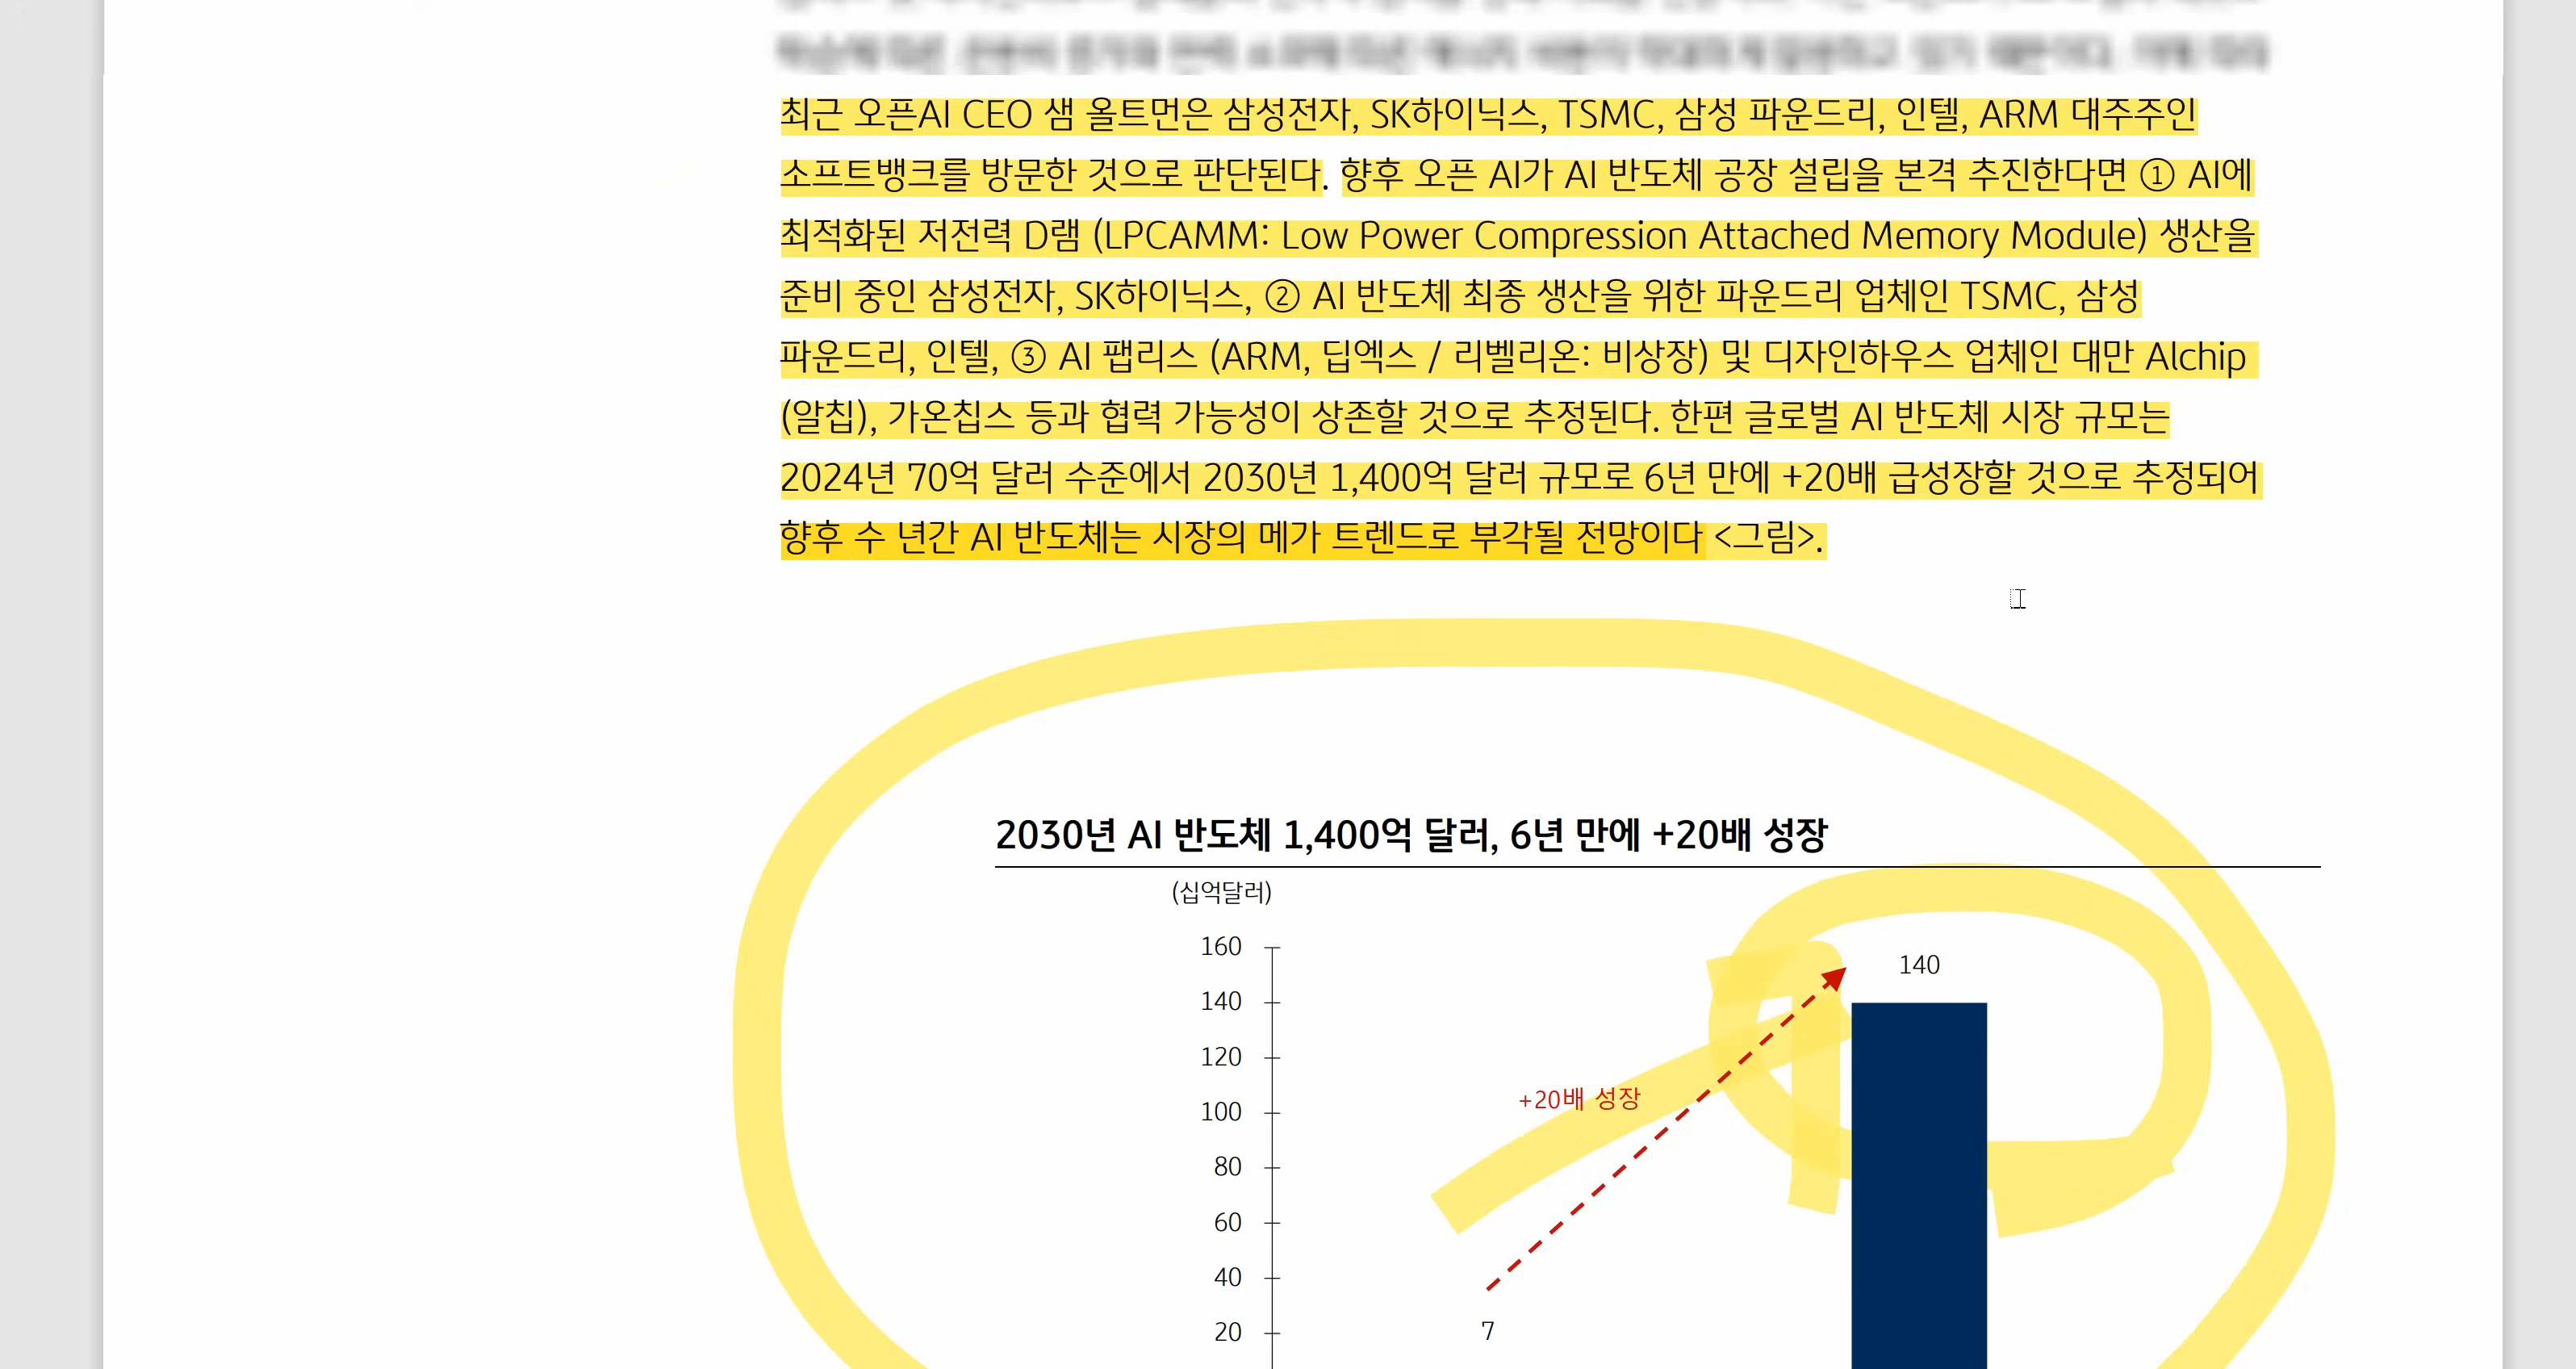 최근 오픈AI CEO 샘 올트먼은 삼성전자, SK하이닉스, TSMC, 삼성 파운드리, 인텔, ARM 대주주인
소프트뱅크를 방문한 것으로 판단된다. 향후 오픈 AI가 AI 반도체 공장 설립을 본격 추진한다면 ① AI에
최적화된 저전력 D램 (LPCAMM: Low Power Compression Attached Memory Module) 생산을
준비 중인 삼성전자, SK하이닉스, ② AI 반도체 최종 생산을 위한 파운드리 업체인 TSMC, 삼성
파운드리, 인텔, ③ AI 팹리스 (ARM, 딥엑스 / 리벨리온: 비상장) 및 디자인하우스 업체인 대만 Alchip
(알칩), 가온칩스 등과 협력 가능성이 상존할 것으로 추정된다. 한편 글로벌 AI 반도체 시장 규모는
2024년 70억 달러 수준에서 2030년 1,400억 달러 규모로 6년 만에 +20배 급성장할 것으로 추정되어
향후 수 년간 AI 반도체는 시장의 메가 트렌드로 부각될 전망이다 <그림>.
2030년 AI 반도체 1,400억 달러, 6년 만에 +20배 성장
(십억달러)
160
140
140
120
+20배 성장
100
80
60
40
7
20